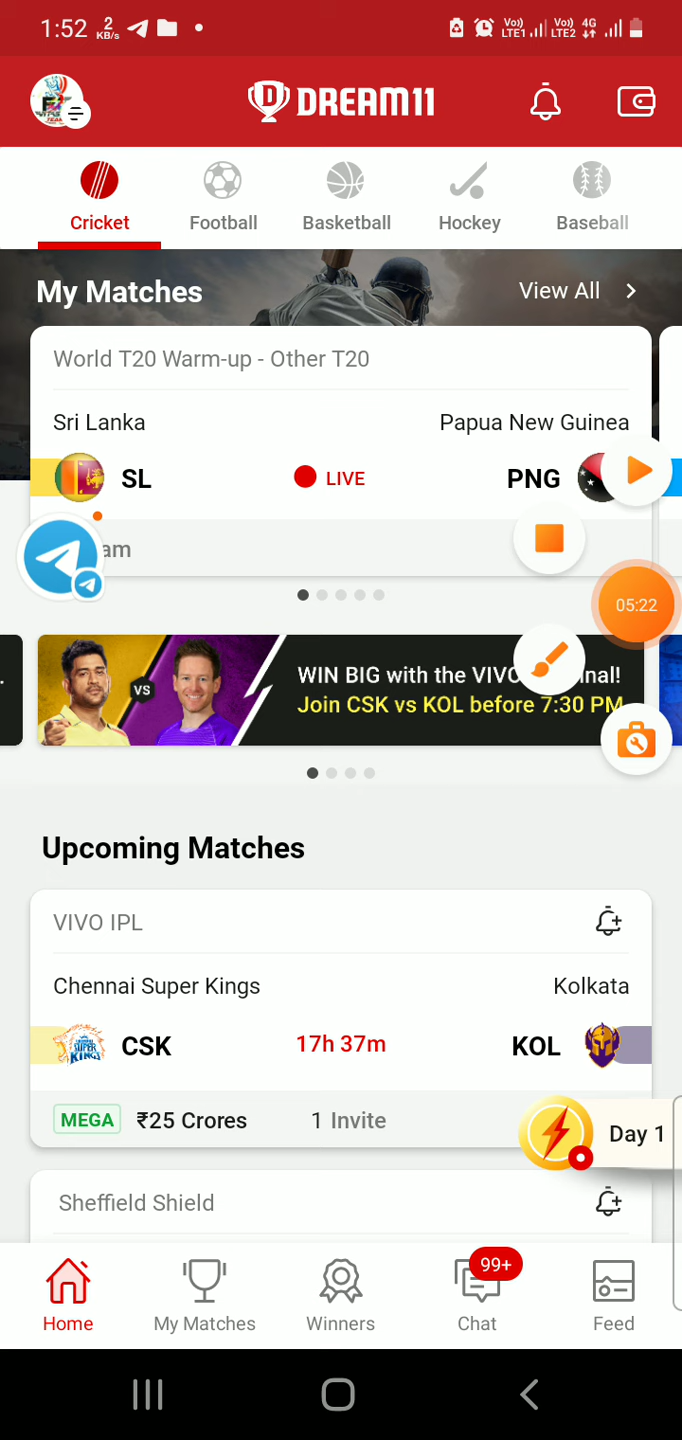 1:52 2 KB/s Vo) LTE1 Vo) LTE2 4G
DREAM11
Cricket Football Basketball Hockey Baseball
My Matches View All
World T20 Warm-up - Other T20
Sri Lanka Papua New Guinea
SL LIVE PNG
am
05:22
VS
WIN BIG with the VIVO nal!
Join CSK vs KOL before 7:30 PM
Upcoming Matches
VIVO IPL
Chennai Super Kings Kolkata
CSK 17h 37m KOL
MEGA ₹25 Crores 1 Invite
Day 1
Sheffield Shield
99+
Home My Matches Winners Chat Feed